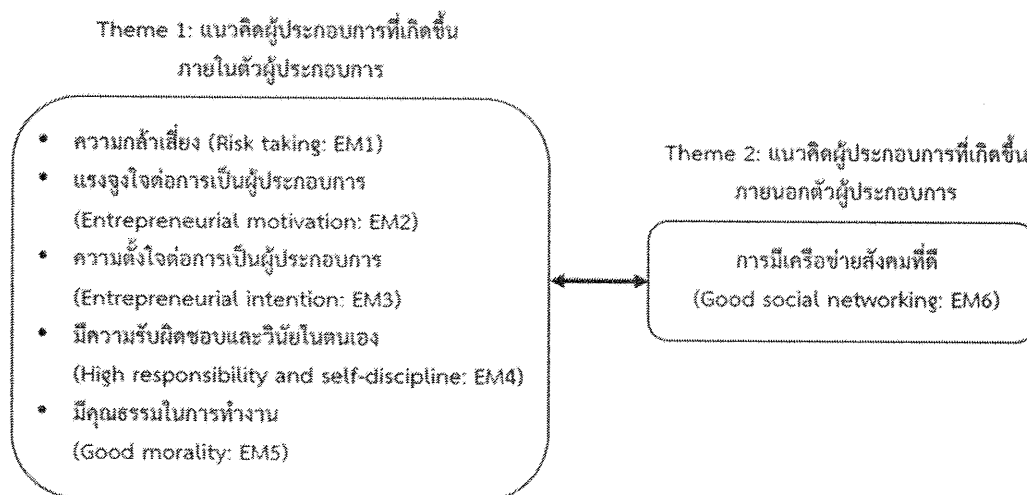 Theme 1: แนวคิดผู้ประกอบการที่เกิดขึ้น
ภายในตัวผู้ประกอบการ
• ความกล้าเสี่ยง (Risk taking: EM1)
• แรงจูงใจต่อการเป็นผู้ประกอบการ
(Entrepreneurial motivation: EM2)
• ความตั้งใจต่อการเป็นผู้ประกอบการ
(Entrepreneurial intention: EM3)
• มีความรับผิดชอบและวินัยในตนเอง
(High responsibility and self-discipline: EM4)
• มีคุณธรรมในการทำงาน
(Good morality: EM5)
Theme 2: แนวคิดผู้ประกอบการที่เกิดขึ้น
ภายนอกตัวผู้ประกอบการ
การมีเครือข่ายสังคมที่ดี
(Good social networking: EM6)